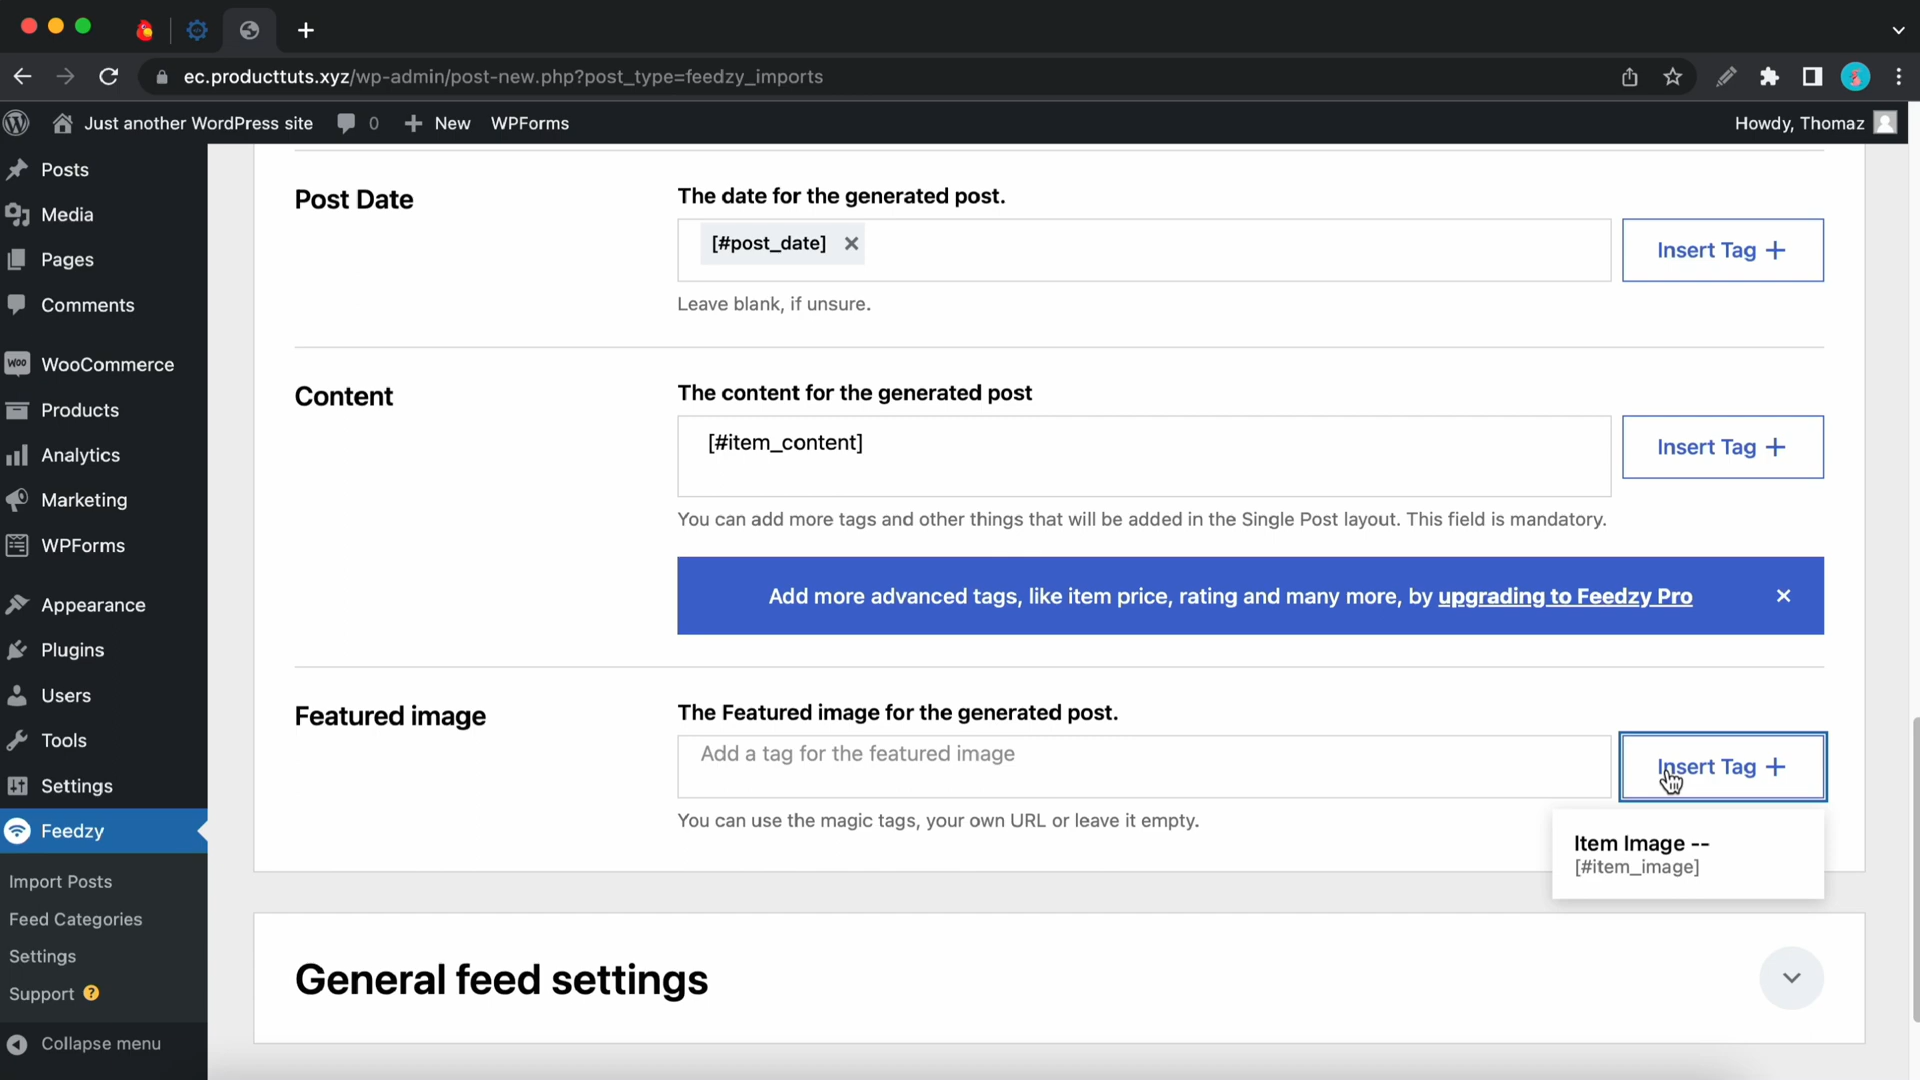 ec.producttuts.xyz/wp-admin/post-new.php?post_type=feedzy_imports
Just another WordPress site
0
New
WPForms
Howdy, Thomaz
Posts
Media
Pages
Comments
WooCommerce
Products
Analytics
Marketing
WPForms
Appearance
Plugins
Users
Tools
Settings
Feedzy
Import Posts
Feed Categories
Settings
Support ?
Collapse menu
Post Date
The date for the generated post.
[#post_date]
Insert Tag +
Leave blank, if unsure.
Content
The content for the generated post
[#item_content]
Insert Tag +
You can add more tags and other things that will be added in the Single Post layout. This field is mandatory.
Add more advanced tags, like item price, rating and many more, by upgrading to Feedzy Pro
Featured image
The Featured image for the generated post.
Add a tag for the featured image
Insert Tag +
You can use the magic tags, your own URL or leave it empty.
Item Image --
[#item_image]
General feed settings